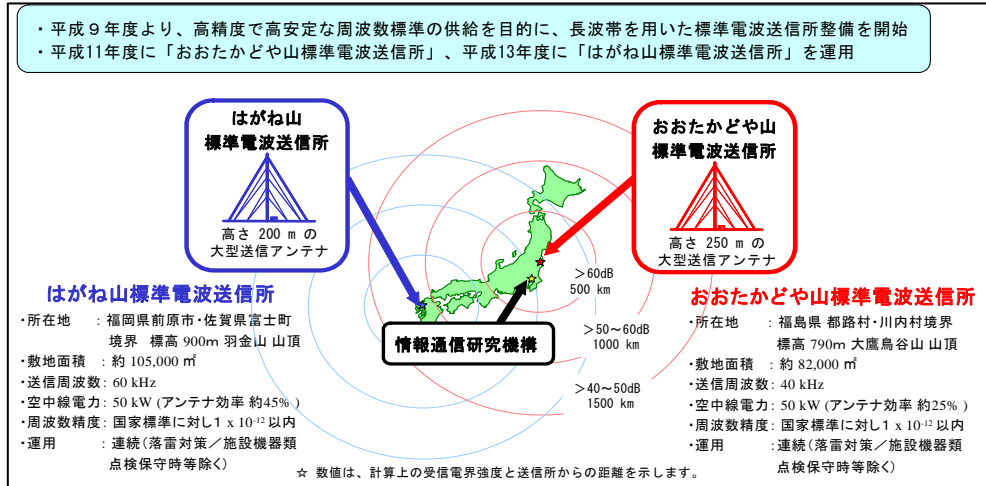 ・平成９年度より、高精度で高安定な周波数標準の供給を目的に、長波帯を用いた標準電波送信所整備を開始
・平成11年度に「おおたかどや山標準電波送信所」、平成13年度に「はがね山標準電波送信所」を運用
はがね山
標準電波送信所
高さ 200 m の
大型送信アンテナ
おおたかどや山
標準電波送信所
高さ 250 m の
大型送信アンテナ
>60dB
500 km
>50～60dB
1000 km
>40～50dB
1500 km
情報通信研究機構
はがね山標準電波送信所
・所在地　：福岡県前原市・佐賀県富士町
境界　標高 900m 羽金山 山頂
・敷地面積　：約 105,000 ㎡
・送信周波数：60 kHz
・空中線電力：50 kW (アンテナ効率 約45% )
・周波数精度：国家標準に対し１ x 10⁻¹² 以内
・運用　：連続（落雷対策／施設機器類
点検保守時等除く）
おおたかどや山標準電波送信所
・所在地　：福島県 都路村・川内村境界
標高 790m 大鷹鳥谷山 山頂
・敷地面積　：約 82,000 ㎡
・送信周波数：40 kHz
・空中線電力：50 kW (アンテナ効率 約25% )
・周波数精度：国家標準に対し１ x 10⁻¹² 以内
・運用　：連続（落雷対策／施設機器類
点検保守時等除く）
☆ 数値は、計算上の受信電界強度と送信所からの距離を示します。